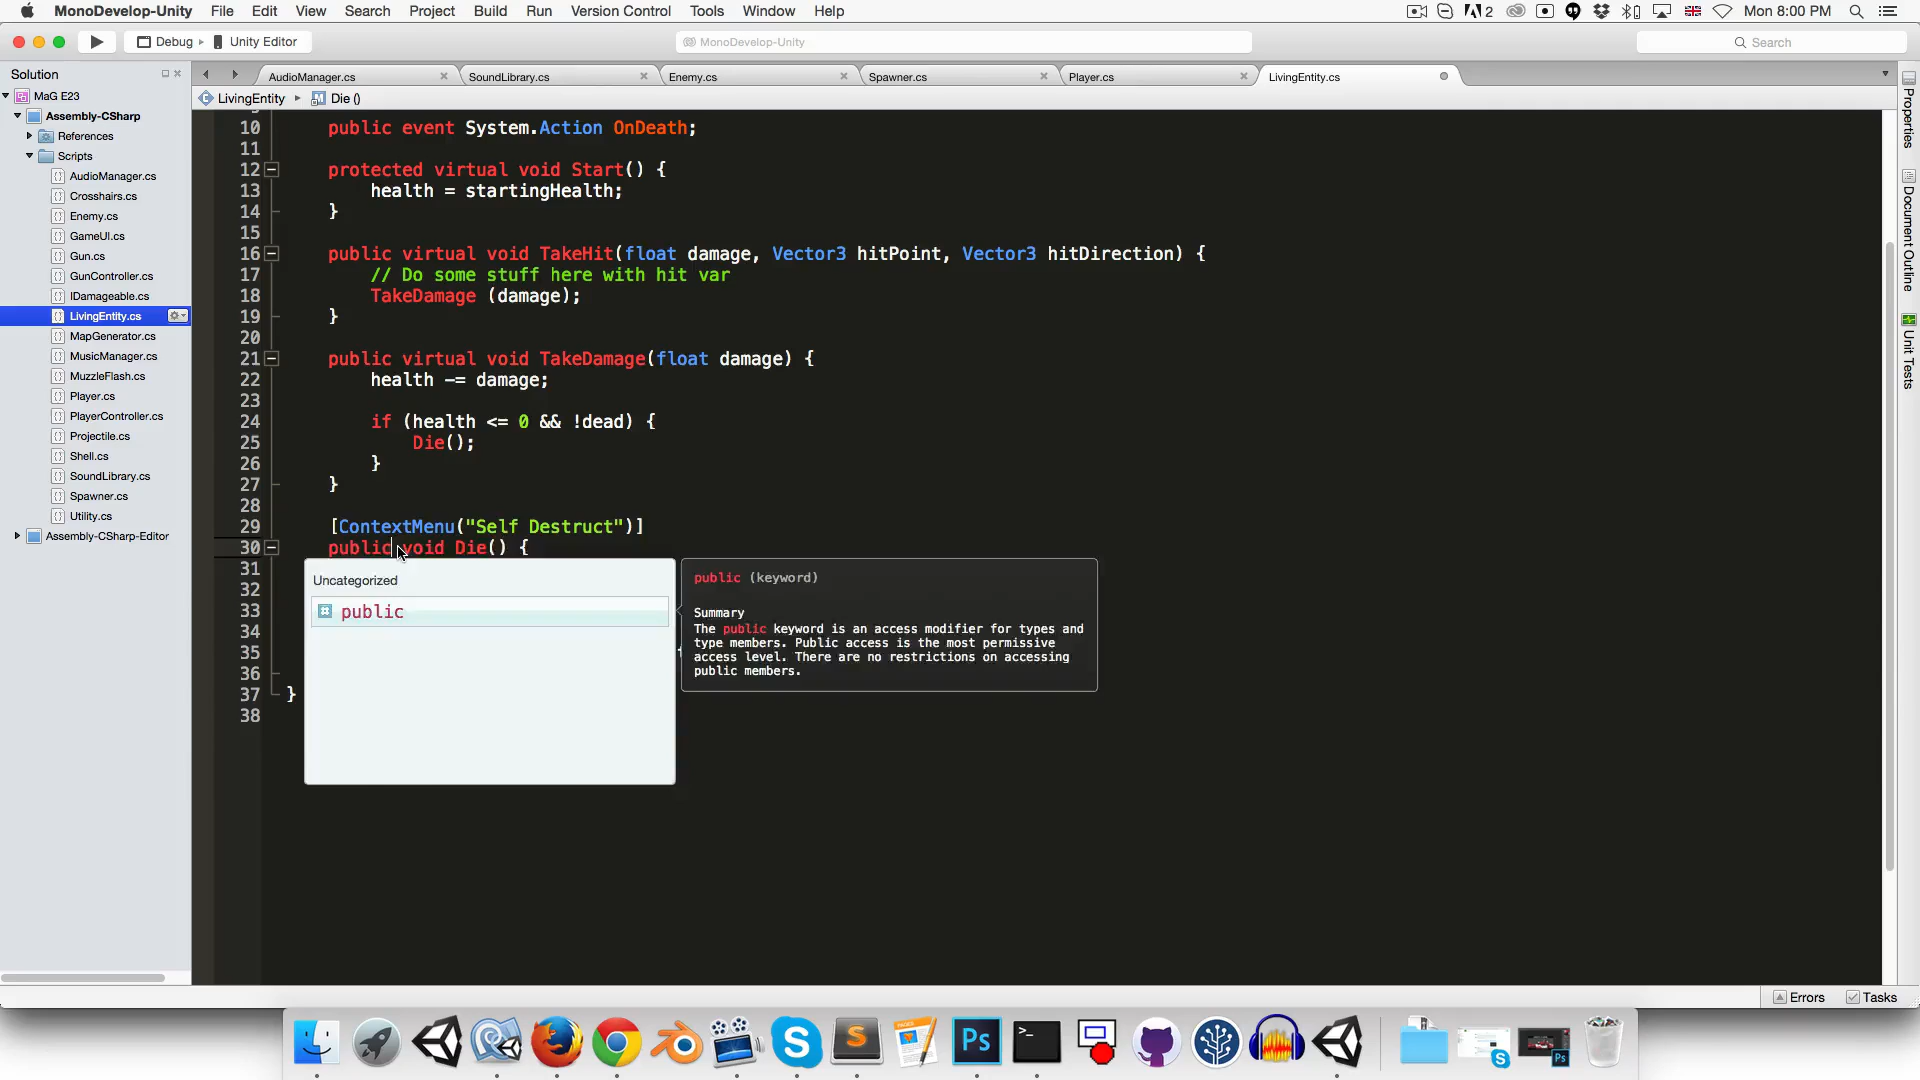 MonoDevelop-Unity File Edit View Search Project Build Run Version Control Tools Window Help
2 Mon 8:00 PM
Debug Unity Editor
MonoDevelop-Unity
Search
Solution
AudioManager.cs SoundLibrary.cs Enemy.cs Spawner.cs Player.cs LivingEntity.cs
LivingEntity Die ()
MaG E23
Assembly-CSharp
References
Scripts
AudioManager.cs
Crosshairs.cs
Enemy.cs
GameUI.cs
Gun.cs
GunController.cs
IDamageable.cs
LivingEntity.cs
MapGenerator.cs
MusicManager.cs
MuzzleFlash.cs
Player.cs
PlayerController.cs
Projectile.cs
Shell.cs
SoundLibrary.cs
Spawner.cs
Utility.cs
Assembly-CSharp-Editor
10 public event System.Action OnDeath;
11
12 protected virtual void Start() {
13 health = startingHealth;
14 }
15
16 public virtual void TakeHit(float damage, Vector3 hitPoint, Vector3 hitDirection) {
17 // Do some stuff here with hit var
18 TakeDamage (damage);
19 }
20
21 public virtual void TakeDamage(float damage) {
22 health -= damage;
23
24 if (health <= 0 && !dead) {
25 Die();
26 }
27 }
28
29 [ContextMenu("Self Destruct")]
30 public void Die() {
31
32
33
34
35
36
37 }
38
Uncategorized
public
public (keyword)
Summary
The public keyword is an access modifier for types and
type members. Public access is the most permissive
access level. There are no restrictions on accessing
public members.
Properties
Document Outline
Unit Tests
Errors Tasks
Ps